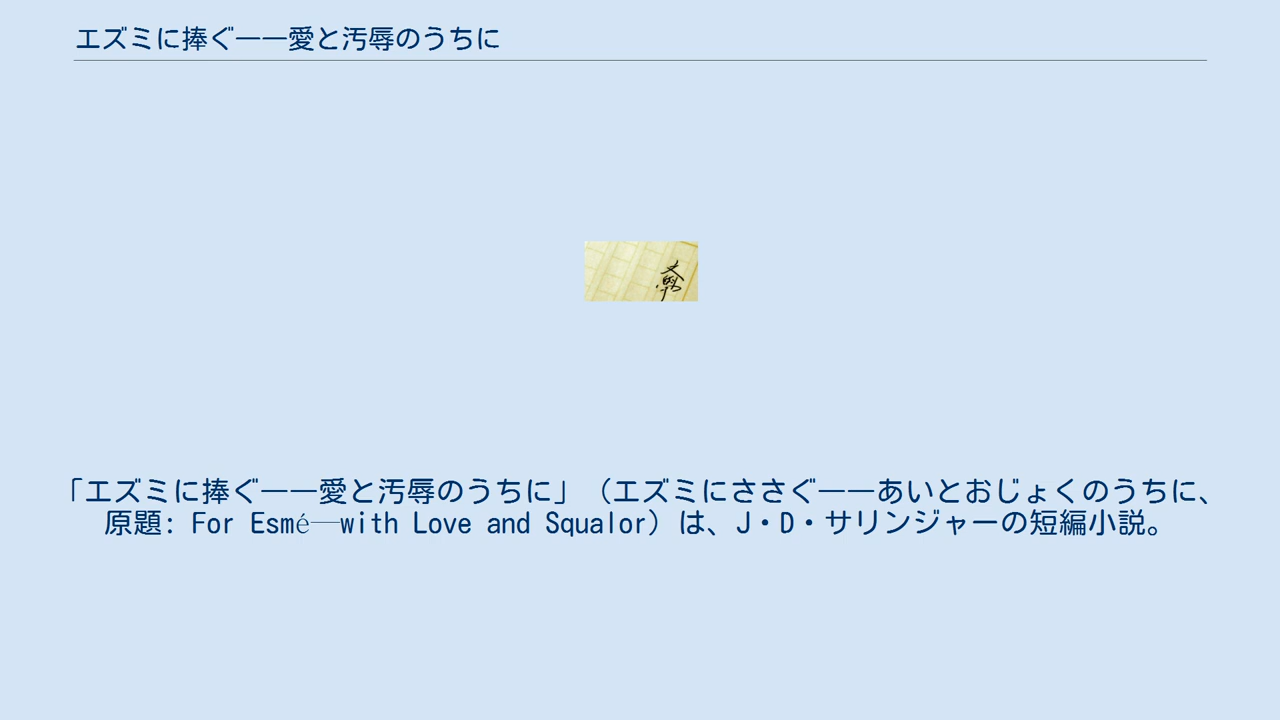 エズミに捧ぐ――愛と汚辱のうちに
「エズミに捧ぐ――愛と汚辱のうちに」（エズミにささぐ――あいとおじょくのうちに、
原題: For Esmé―with Love and Squalor）は、J・D・サリンジャーの短編小説。